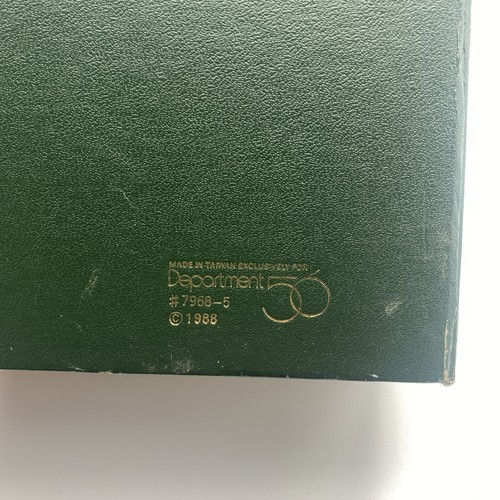 MADE IN TAIWAN EXCLUSIVELY FOR
Department 56
#7968-5
© 1988